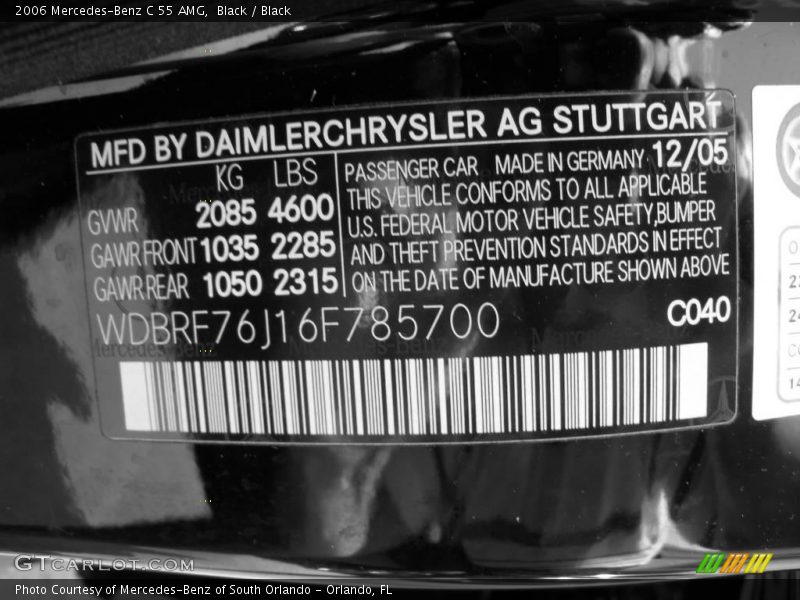 2006 Mercedes-Benz C 55 AMG, Black / Black
MFD BY DAIMLERCHRYSLER AG STUTTGART
KG LBS
GVWR 2085 4600
GAWR FRONT 1035 2285
GAWR REAR 1050 2315
PASSENGER CAR MADE IN GERMANY 12/05
THIS VEHICLE CONFORMS TO ALL APPLICABLE
U.S. FEDERAL MOTOR VEHICLE SAFETY,BUMPER
AND THEFT PREVENTION STANDARDS IN EFFECT
ON THE DATE OF MANUFACTURE SHOWN ABOVE
WDBRF76J16F785700
C040
GTCARLOT.COM
Photo Courtesy of Mercedes-Benz of South Orlando - Orlando, FL